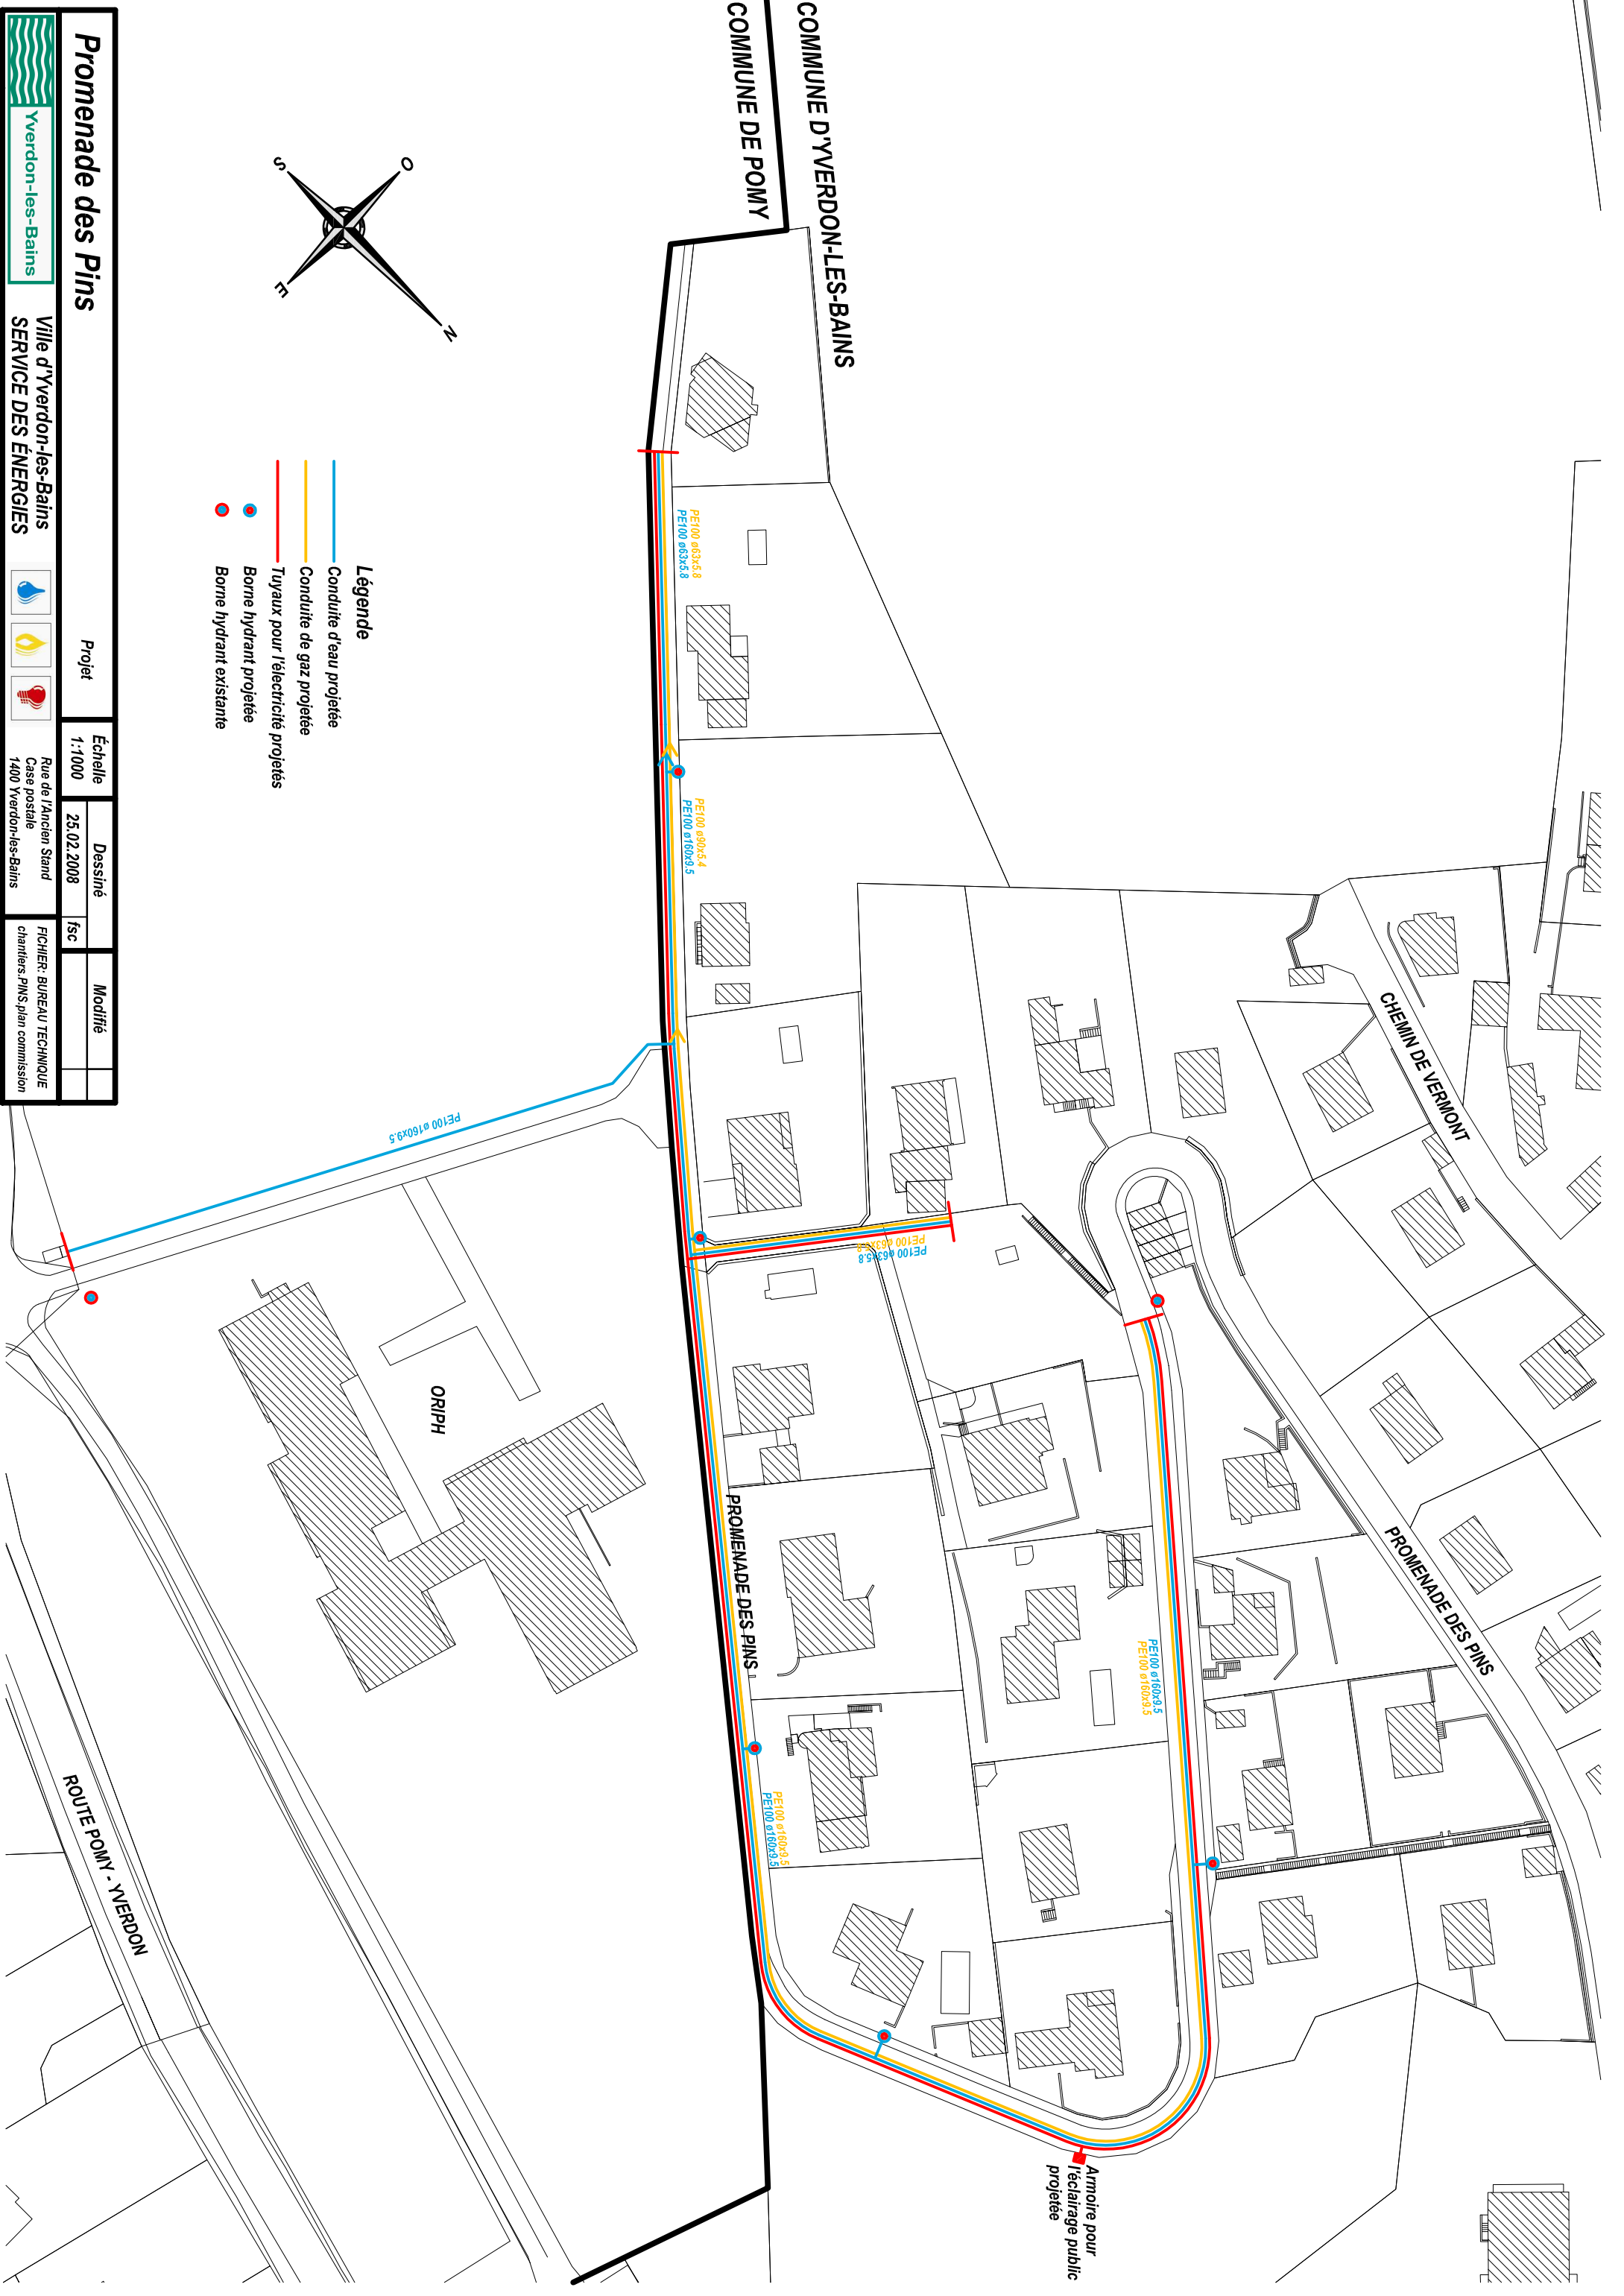 COMMUNE D'YVERDON-LES-BAINS
COMMUNE DE POMY
O
S
E
N
Légende
Conduite d'eau projetée
Conduite de gaz projetée
Tuyaux pour l'électricité projetés
Borne hydrant projetée
Borne hydrant existante
PE100 ø63x5.8
PE100 ø63x5.8
PE100 ø90x5.4
PE100 ø160x9.5
PE100 ø160x9.5
PE100 ø63x5.8
PE100 ø63x5.8
CHEMIN DE VERMONT
PROMENADE DES PINS
PE100 ø160x9.5
PE100 ø160x9.5
ORIPH
PROMENADE DES PINS
PE100 ø160x9.5
PE100 ø160x9.5
ROUTE POMY - YVERDON
Armoire pour
l'éclairage public
projetée
Promenade des Pins
Projet
Échelle
1:1000
Dessiné
25.02.2008
fsc
Modifié
Yverdon-les-Bains
Ville d'Yverdon-les-Bains
SERVICE DES ÉNERGIES
Rue de l'Ancien Stand
Case postale
1400 Yverdon-les-Bains
FICHIER: BUREAU TECHNIQUE
chantiers.PINS.plan commission